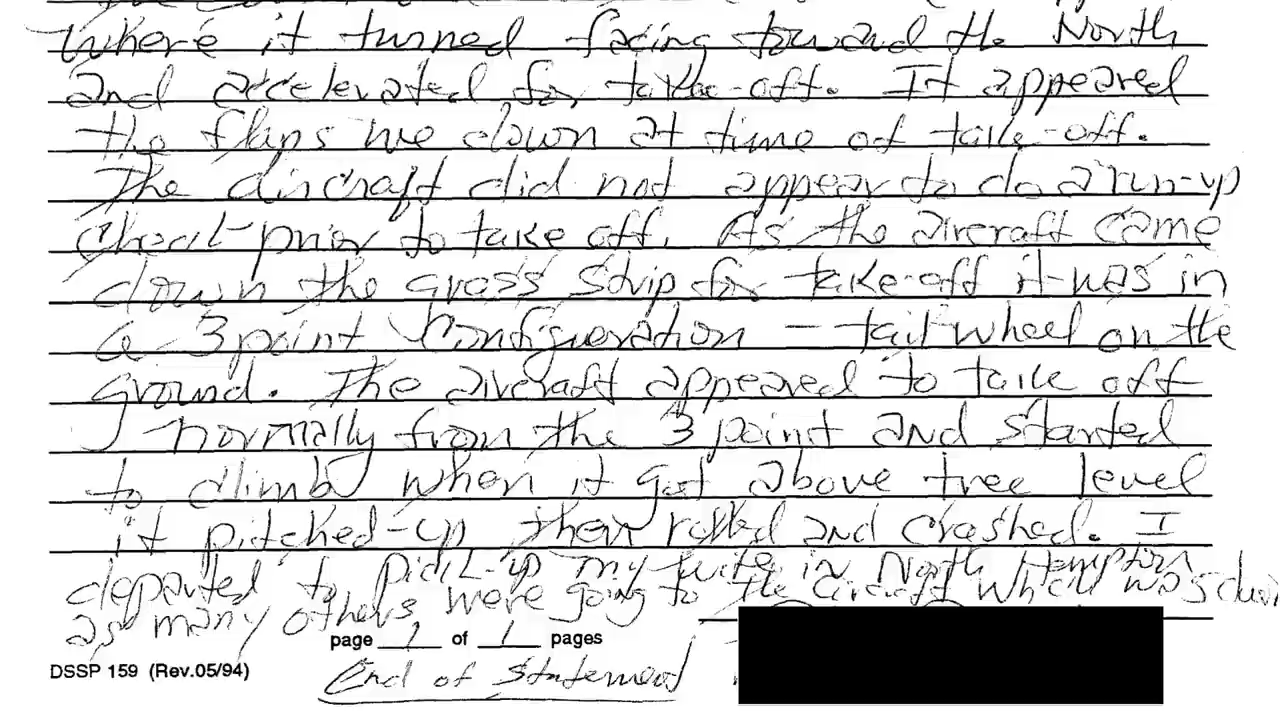 where it turned facing toward the North
and accelerated for take-off. It appeared
the flaps we down at time of take-off.
The aircraft did not appear to do a run-up
check prior to take off. As the aircraft came
down the grass strip for take-off it was in
a 3 point configuration – tail wheel on the
ground. The aircraft appeared to take off
normally from the 3 point and started
to climb when it got above tree level
it pitched-up then rolled and crashed. I
departed to pick-up my wife in North Hampton
as many others were going to the aircraft which was
page 1 of 1 pages
DSSP 159 (Rev.05/94)
End of Statement